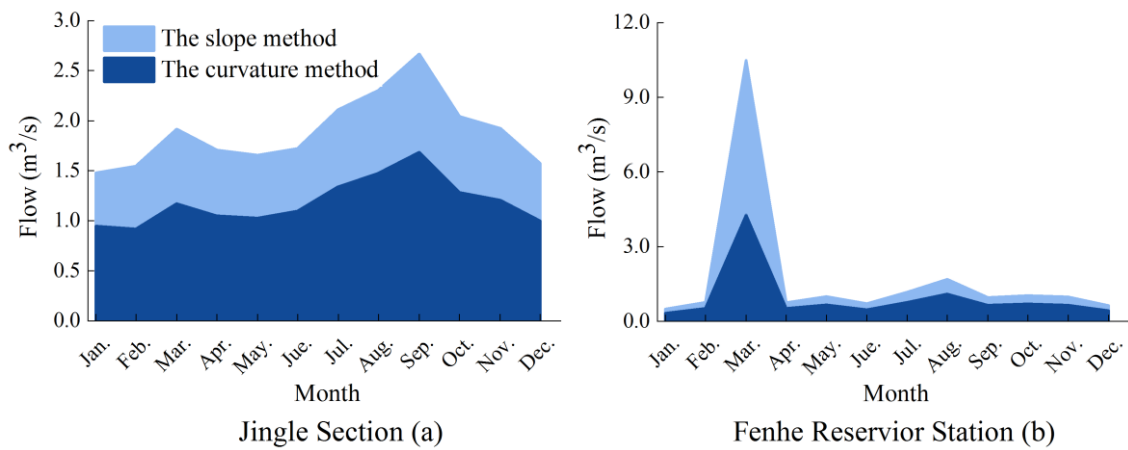 3.0
2.5
2.0
1.5
1.0
0.5
0.0
Flow (m³/s)
The slope method
The curvature method
Jan. Feb. Mar. Apr. May. Jue. Jul. Aug. Sep. Oct. Nov. Dec.
Month
Jingle Section (a)
12.0
9.0
6.0
3.0
0.0
Flow (m³/s)
Jan. Feb. Mar. Apr. May. Jue. Jul. Aug. Sep. Oct. Nov. Dec.
Month
Fenhe Reservior Station (b)